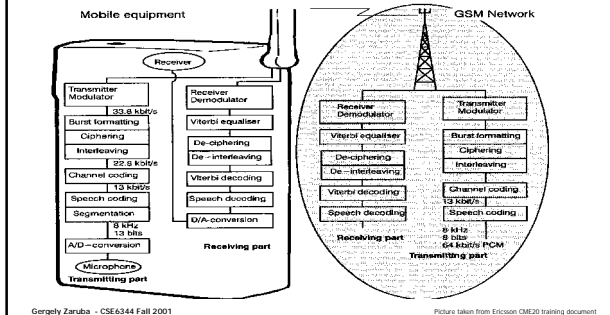 Mobile equipment
GSM Network
Receiver
Transmitter
Modulator
33.8 kbit/s
Burst formatting
Ciphering
Interleaving
22.8 kbit/s
Channel coding
13 kbit/s
Speech coding
Segmentation
8 kHz
13 bits
A/D-conversion
Microphone
Transmitting part
Receiver
Demodulator
Viterbi equaliser
De-ciphering
De-interleaving
Viterbi decoding
Speech decoding
D/A-conversion
Receiving part
Receiver
Demodulator
Viterbi equaliser
De-ciphering
De-interleaving
Viterbi decoding
Speech decoding
Receiving part
Transmitter
Modulator
Burst formatting
Ciphering
Interleaving
Channel coding
13 kbit/s
Speech coding
8 kHz
8 bits
64 kbit/s PCM
Transmitting part
Gergely Zaruba - CSE6344 Fall 2001
Picture taken from Ericsson CME20 training document